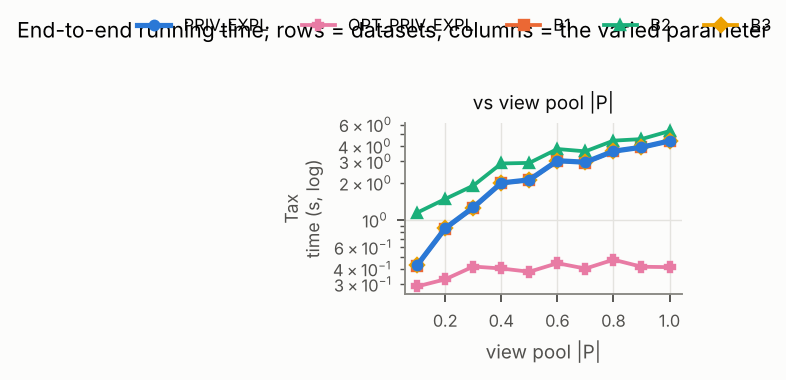 End-to-end running time; rows = datasets, columns = the varied parameter
PRIV_EXPL OPT_PRIV_EXPL B1 B2 B3
vs view pool |P|
Tax
time (s, log)
6 × 10⁰
4 × 10⁰
3 × 10⁰
2 × 10⁰
10⁰
6 × 10⁻¹
4 × 10⁻¹
3 × 10⁻¹
0.2 0.4 0.6 0.8 1.0
view pool |P|